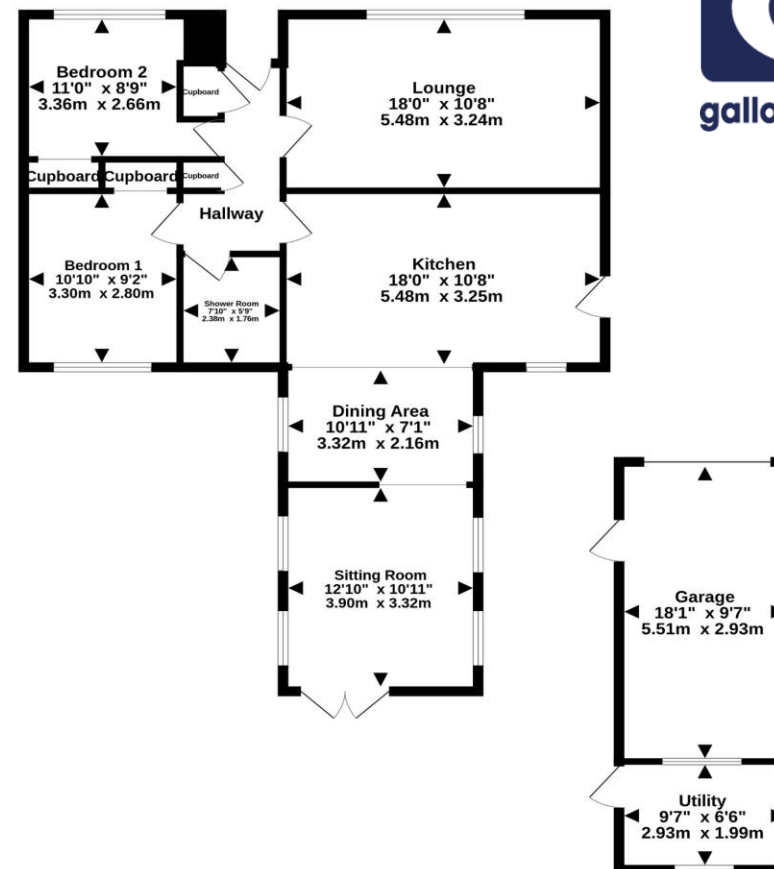 Bedroom 2
11'0" x 8'9"
3.36m x 2.66m
Cupboard
Lounge
18'0" x 10'8"
5.48m x 3.24m
gallo
Cupboard
Cupboard
Cupboard
Hallway
Bedroom 1
10'10" x 9'2"
3.30m x 2.80m
Shower Room
7'10" x 5'9"
2.38m x 1.76m
Kitchen
18'0" x 10'8"
5.48m x 3.25m
Dining Area
10'11" x 7'1"
3.32m x 2.16m
Sitting Room
12'10" x 10'11"
3.90m x 3.32m
Garage
18'1" x 9'7"
5.51m x 2.93m
Utility
9'7" x 6'6"
2.93m x 1.99m